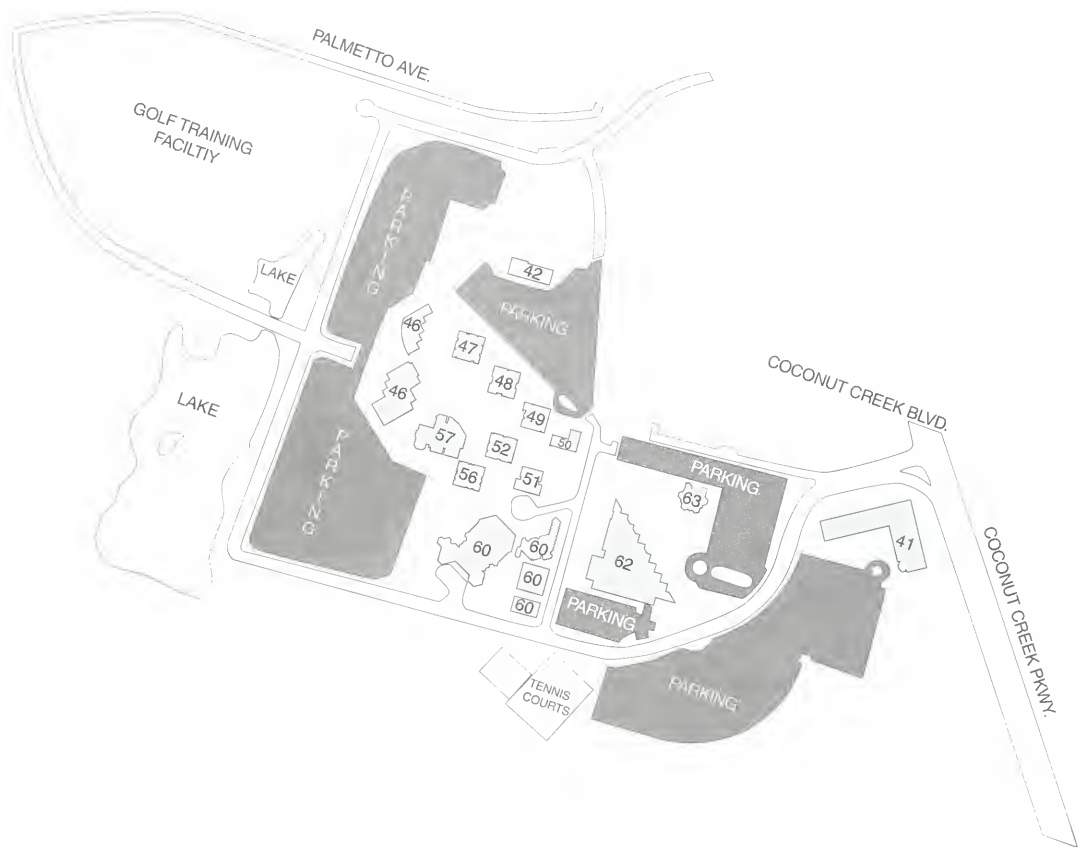 PALMETTO AVE.
GOLF TRAINING
FACILTIY
PARKING
LAKE
42
PARKING
46
47
48
46
COCONUT CREEK BLVD.
LAKE
49
57
52
50
PARKING
56
51
PARKING
63
60
60
62
41
60
60
PARKING
COCONUT CREEK PKWY.
TENNIS
COURTS
PARKING